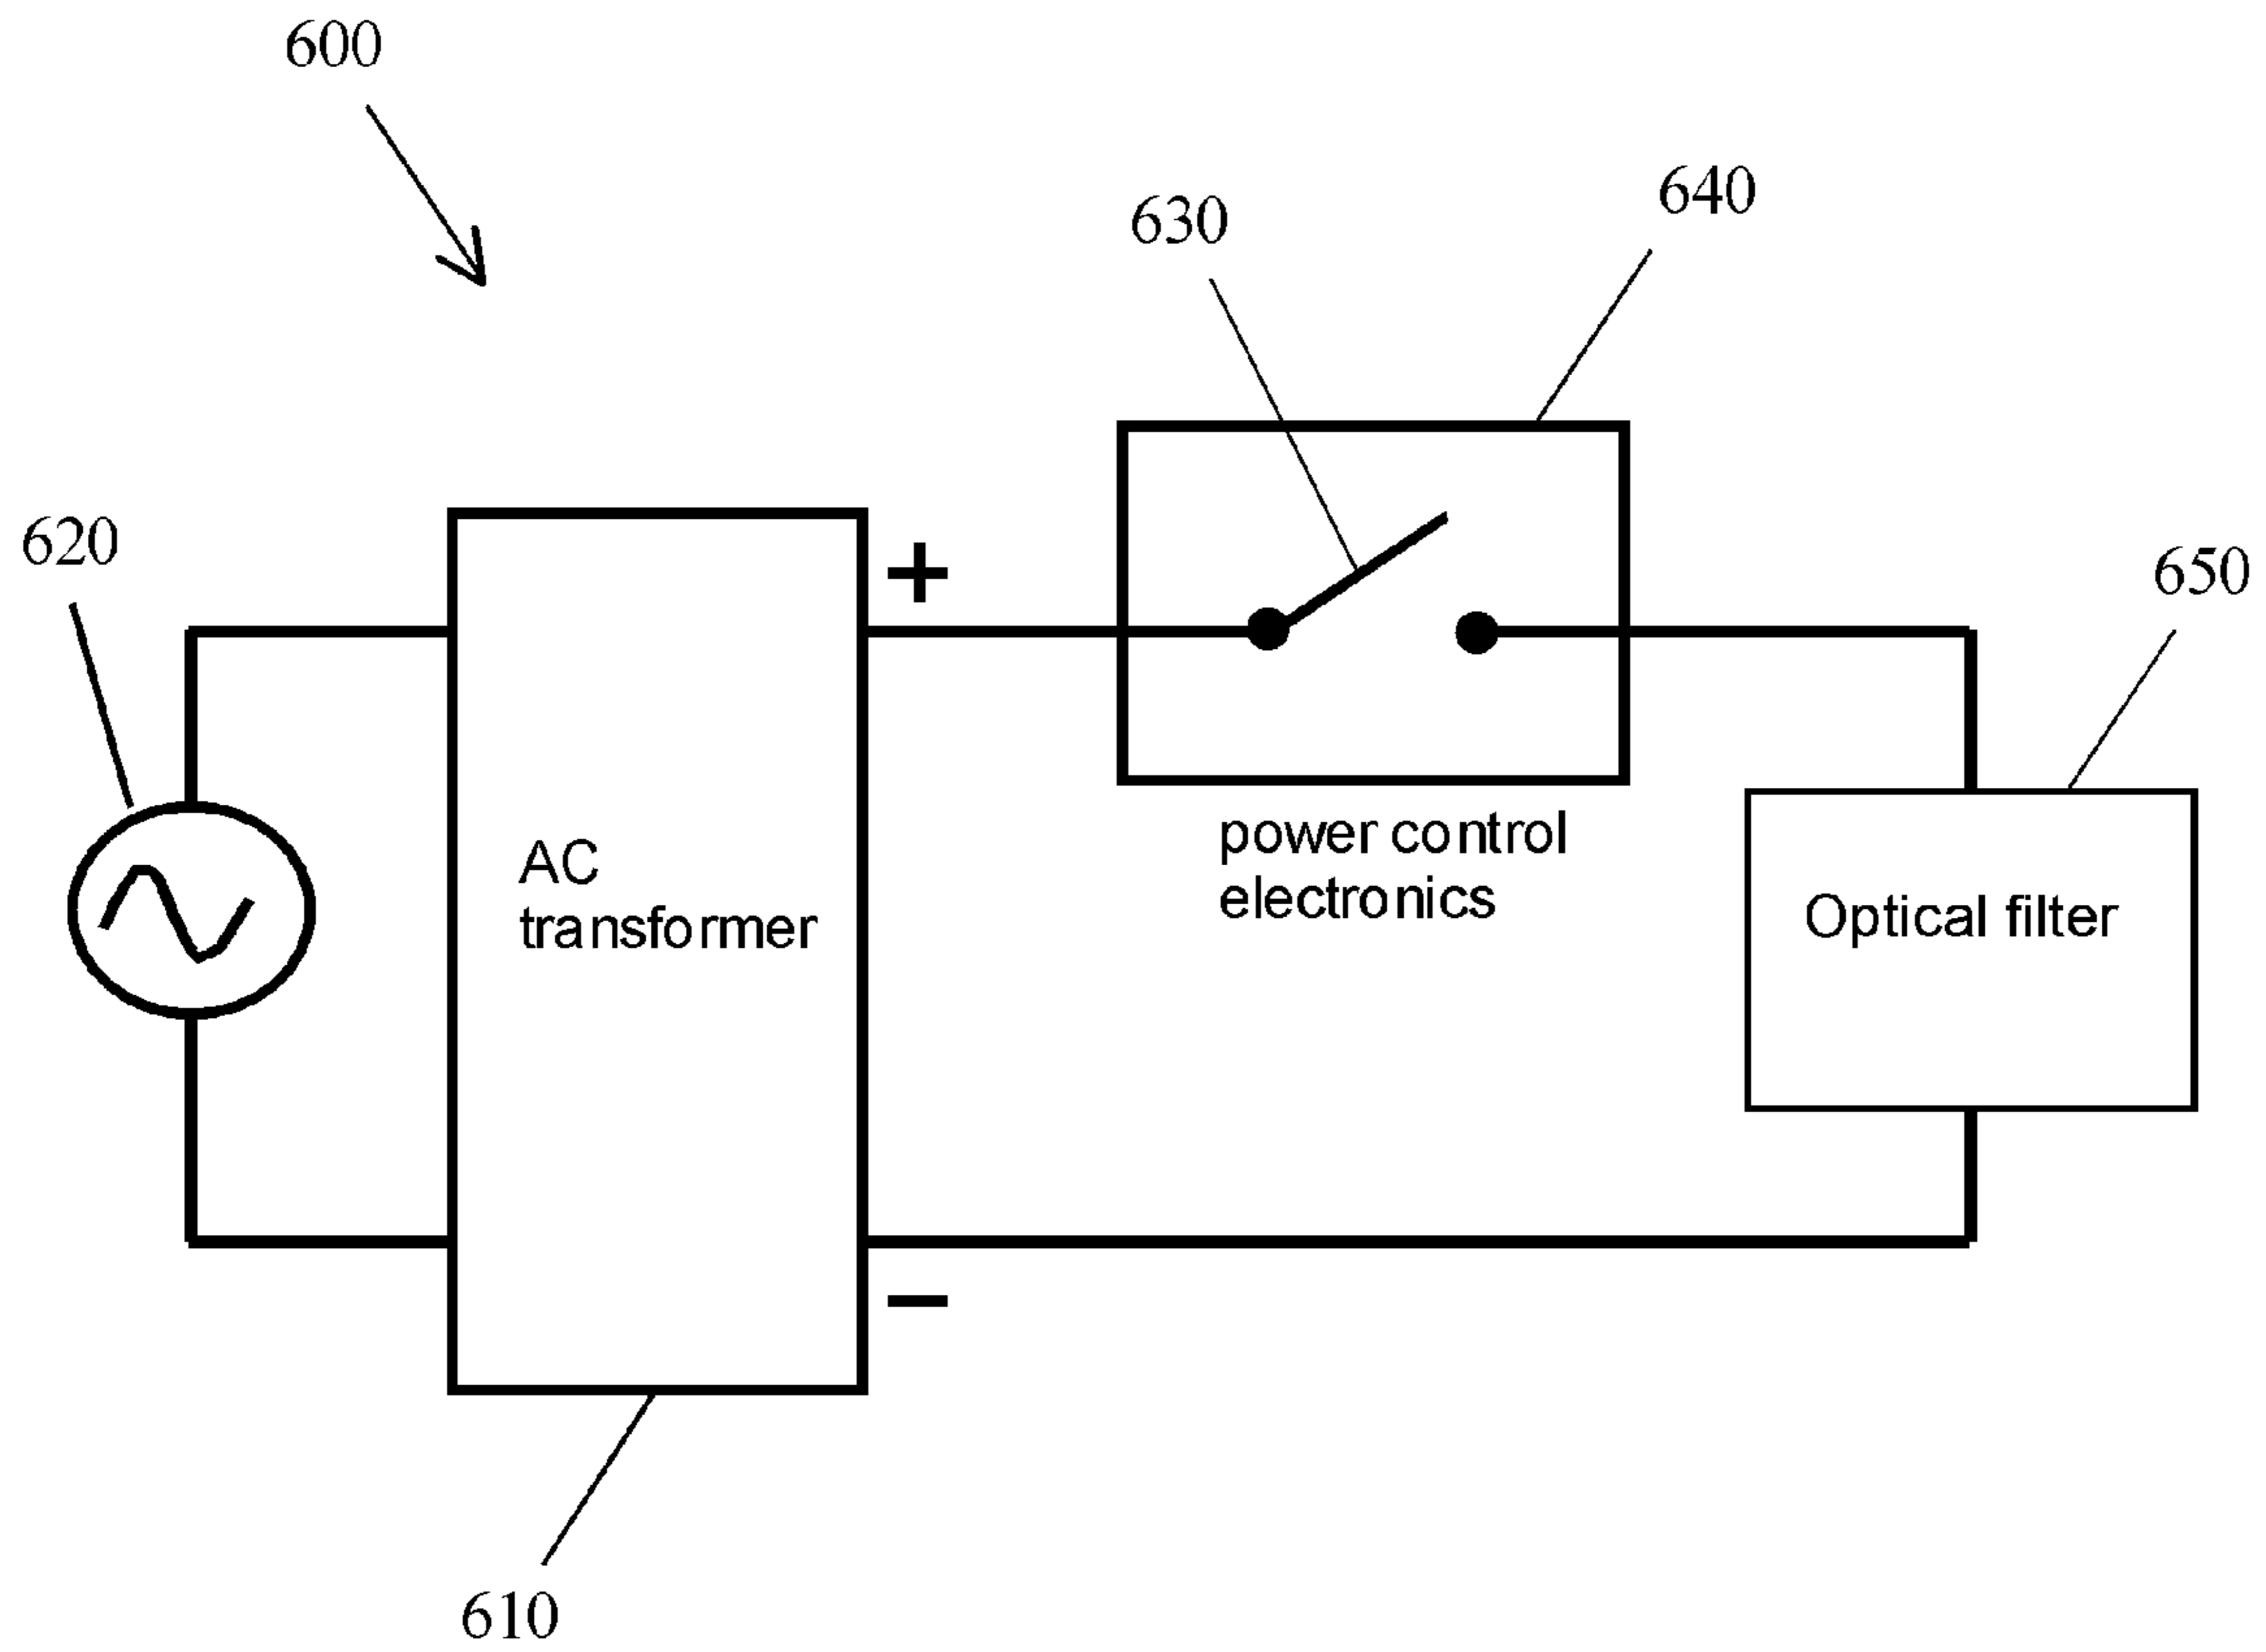 600
640
630
620
+
650
power control
electronics
AC
transformer
Optical filter
−
610